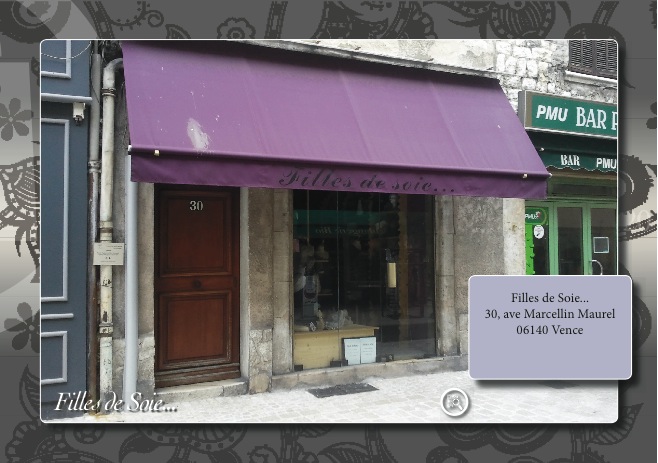 PMU BAR P
BAR PMU
Filles de soie...
30
PMU
Filles de Soie...
30, ave Marcellin Maurel
06140 Vence
Filles de Soie...